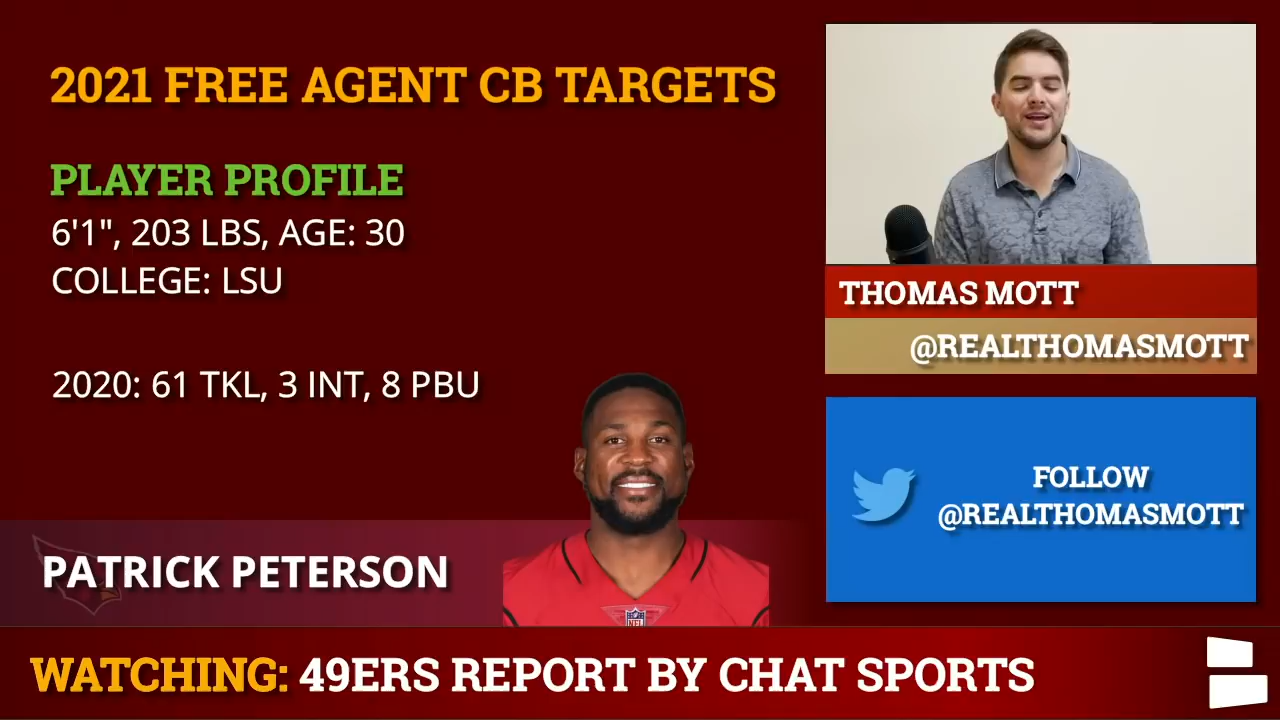 2021 FREE AGENT CB TARGETS
PLAYER PROFILE
6'1", 203 LBS, AGE: 30
COLLEGE: LSU
2020: 61 TKL, 3 INT, 8 PBU
PATRICK PETERSON
NFL
THOMAS MOTT
@REALTHOMASMOTT
FOLLOW
@REALTHOMASMOTT
WATCHING: 49ERS REPORT BY CHAT SPORTS